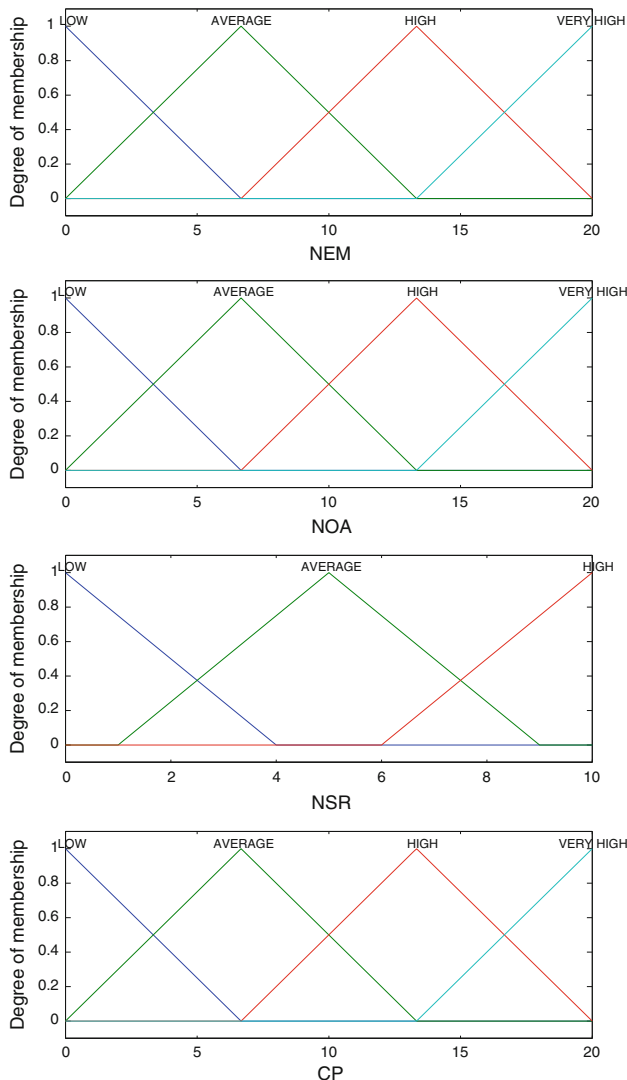 LOW AVERAGE HIGH VERY HIGH
1
0.8
0.6
0.4
0.2
0
Degree of membership
0 5 10 15 20
NEM
LOW AVERAGE HIGH VERY HIGH
1
0.8
0.6
0.4
0.2
0
Degree of membership
0 5 10 15 20
NOA
LOW AVERAGE HIGH
1
0.8
0.6
0.4
0.2
0
Degree of membership
0 2 4 6 8 10
NSR
LOW AVERAGE HIGH VERY HIGH
1
0.8
0.6
0.4
0.2
0
Degree of membership
0 5 10 15 20
CP